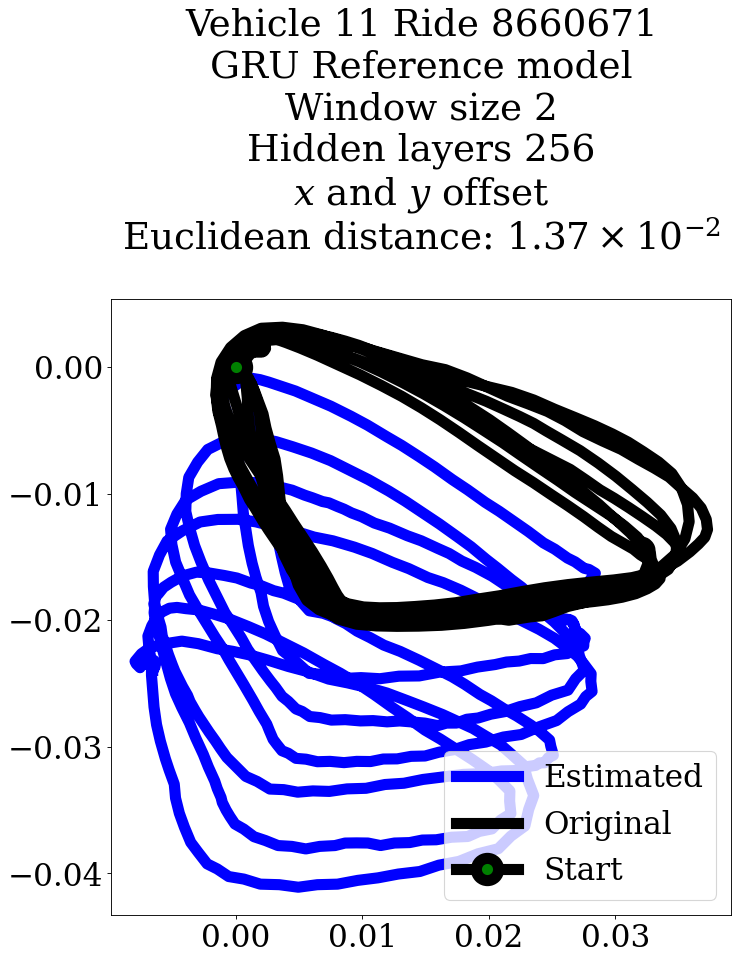 Vehicle 11 Ride 8660671
GRU Reference model
Window size 2
Hidden layers 256
x and y offset
Euclidean distance: 1.37 × 10⁻²
0.00
−0.01
−0.02
−0.03
−0.04
Estimated
Original
Start
0.00 0.01 0.02 0.03